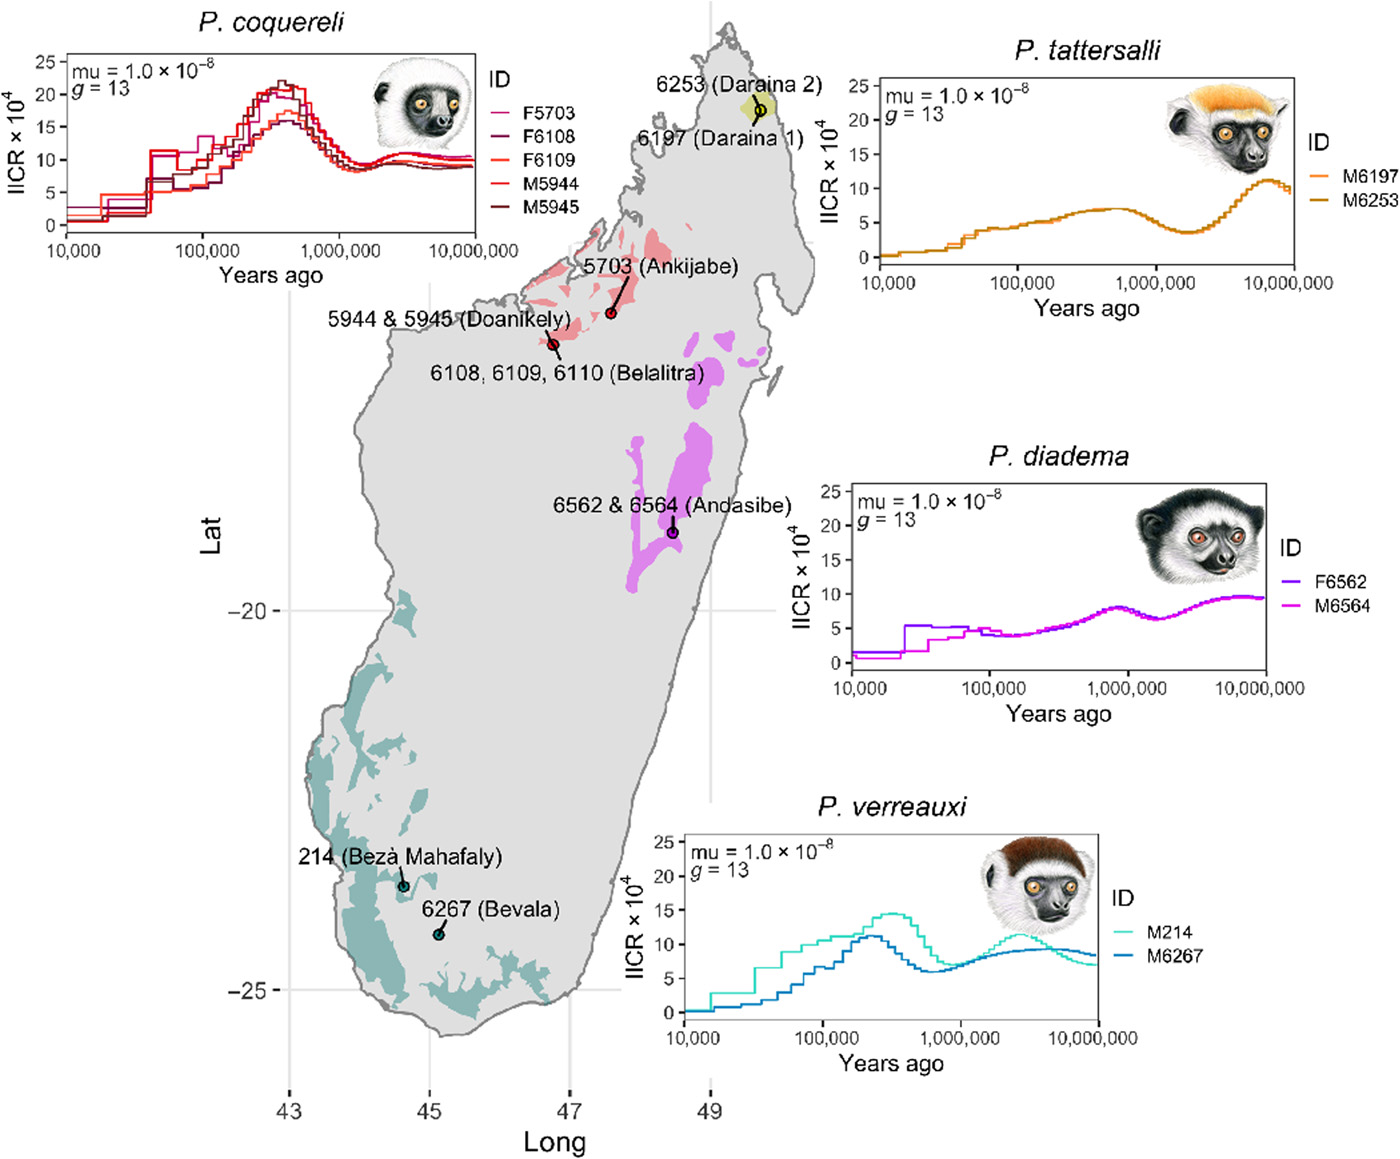 P. coquereli
25
20
15
10
5
0
IICR × 10⁴
mu = 1.0 × 10⁻⁸
g = 13
10,000
100,000
1,000,000
10,000,000
Years ago
ID
F5703
F6108
F6109
M5944
M5945
P. tattersalli
25
20
15
10
5
0
IICR × 10⁴
mu = 1.0 × 10⁻⁸
g = 13
10,000
100,000
1,000,000
10,000,000
Years ago
ID
M6197
M6253
6253 (Daraina 2)
6197 (Daraina 1)
5703 (Ankijabe)
5944 & 5945 (Doanikely)
6108, 6109, 6110 (Belalitra)
6562 & 6564 (Andasibe)
P. diadema
25
20
15
10
5
0
IICR × 10⁴
mu = 1.0 × 10⁻⁸
g = 13
10,000
100,000
1,000,000
10,000,000
Years ago
ID
F6562
M6564
214 (Beza Mahafaly)
6267 (Bevala)
P. verreauxi
25
20
15
10
5
0
IICR × 10⁴
mu = 1.0 × 10⁻⁸
g = 13
10,000
100,000
1,000,000
10,000,000
Years ago
ID
M214
M6267
Lat
−20
−25
43
45
47
49
Long